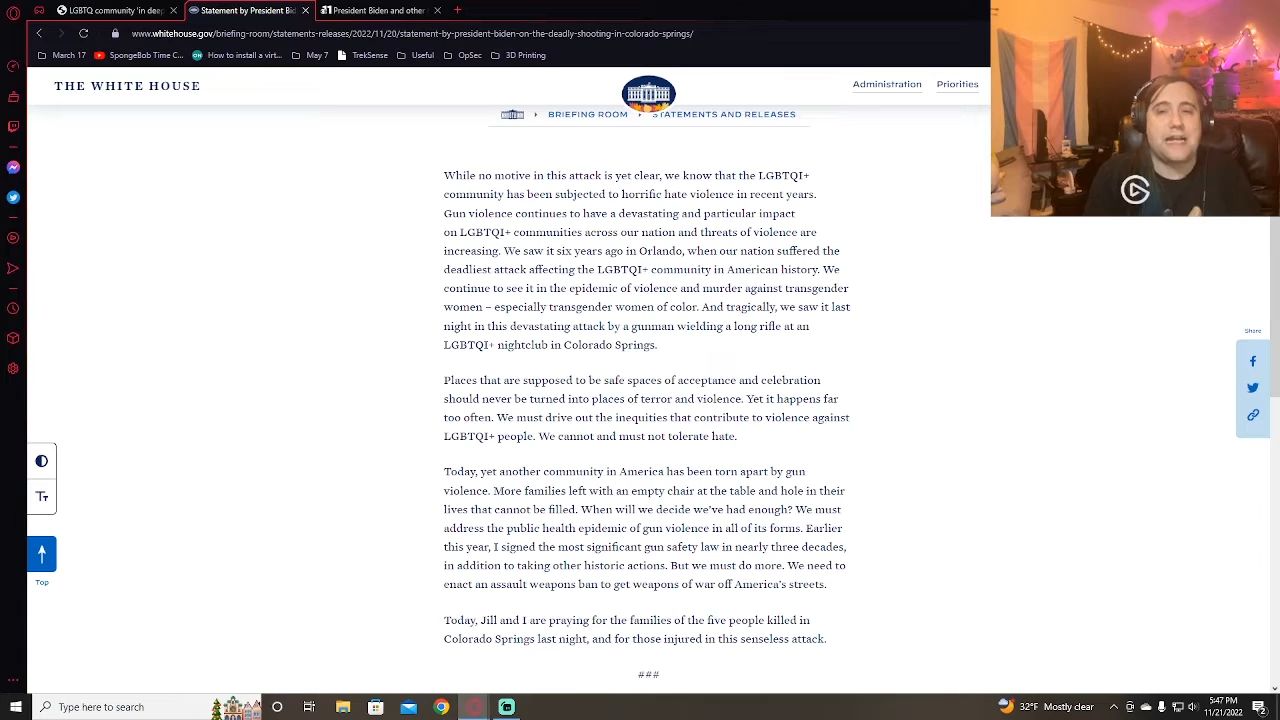 LGBTQ community 'in deep
Statement by President Bid
President Biden and other r
www.whitehouse.gov/briefing-room/statements-releases/2022/11/20/statement-by-president-biden-on-the-deadly-shooting-in-colorado-springs/
March 17
SpongeBob Time C...
How to install a virt...
May 7
TrekSense
Useful
OpSec
3D Printing
THE WHITE HOUSE
Administration
Priorities
BRIEFING ROOM
STATEMENTS AND RELEASES
While no motive in this attack is yet clear, we know that the LGBTQI+
community has been subjected to horrific hate violence in recent years.
Gun violence continues to have a devastating and particular impact
on LGBTQI+ communities across our nation and threats of violence are
increasing. We saw it six years ago in Orlando, when our nation suffered the
deadliest attack affecting the LGBTQI+ community in American history. We
continue to see it in the epidemic of violence and murder against transgender
women – especially transgender women of color. And tragically, we saw it last
night in this devastating attack by a gunman wielding a long rifle at an
LGBTQI+ nightclub in Colorado Springs.
Places that are supposed to be safe spaces of acceptance and celebration
should never be turned into places of terror and violence. Yet it happens far
too often. We must drive out the inequities that contribute to violence against
LGBTQI+ people. We cannot and must not tolerate hate.
Today, yet another community in America has been torn apart by gun
violence. More families left with an empty chair at the table and hole in their
lives that cannot be filled. When will we decide we've had enough? We must
address the public health epidemic of gun violence in all of its forms. Earlier
this year, I signed the most significant gun safety law in nearly three decades,
in addition to taking other historic actions. But we must do more. We need to
enact an assault weapons ban to get weapons of war off America's streets.
Today, Jill and I are praying for the families of the five people killed in
Colorado Springs last night, and for those injured in this senseless attack.
###
Share
Tт
Top
Type here to search
32°F Mostly clear
5:47 PM
11/21/2022